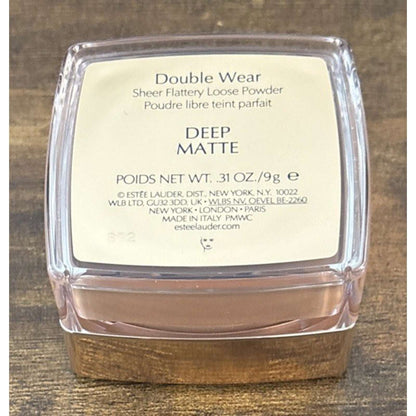 Double Wear
Sheer Flattery Loose Powder
Poudre libre teint parfait
DEEP
MATTE
POIDS NET WT. .31 OZ./9g ℮
© ESTĒE LAUDER, DIST., NEW YORK, N.Y. 10022
WLB LTD, GU32 3DD, UK • WLBS NV, OEVEL BE-2260
NEW YORK • LONDON • PARIS
MADE IN ITALY PMWC
esteelauder.com